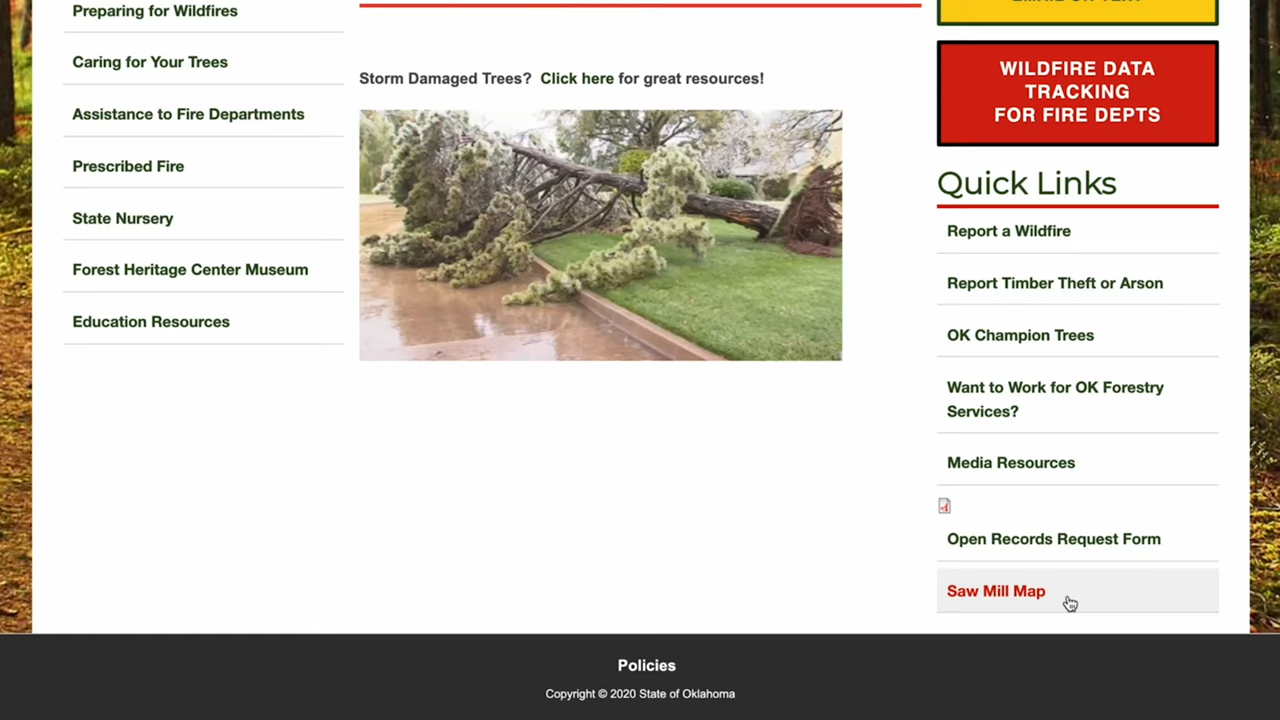 Preparing for Wildfires
Caring for Your Trees
Assistance to Fire Departments
Prescribed Fire
State Nursery
Forest Heritage Center Museum
Education Resources
Storm Damaged Trees?  Click here for great resources!
EMAIL OR TEXT
WILDFIRE DATA
TRACKING
FOR FIRE DEPTS
Quick Links
Report a Wildfire
Report Timber Theft or Arson
OK Champion Trees
Want to Work for OK Forestry
Services?
Media Resources
Open Records Request Form
Saw Mill Map
Policies
Copyright © 2020 State of Oklahoma